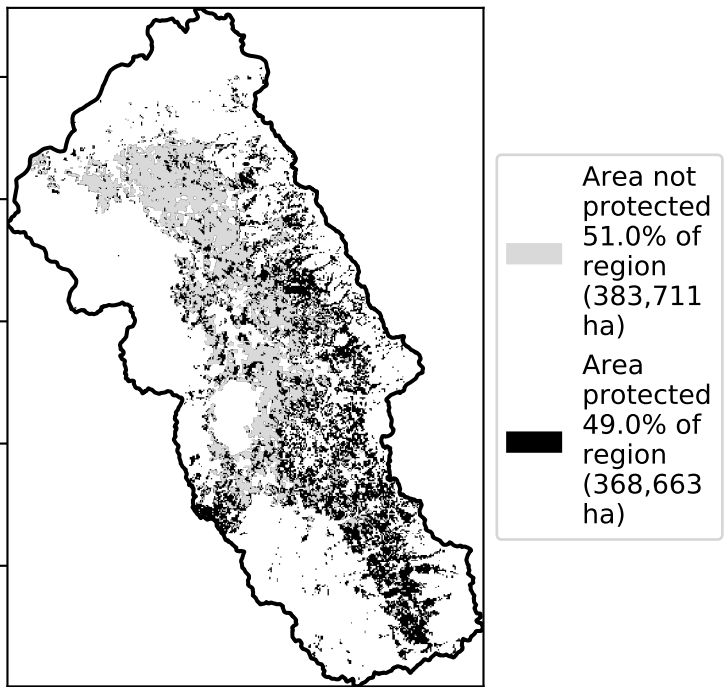 Area not
protected
51.0% of
region
(383,711
ha)
Area
protected
49.0% of
region
(368,663
ha)